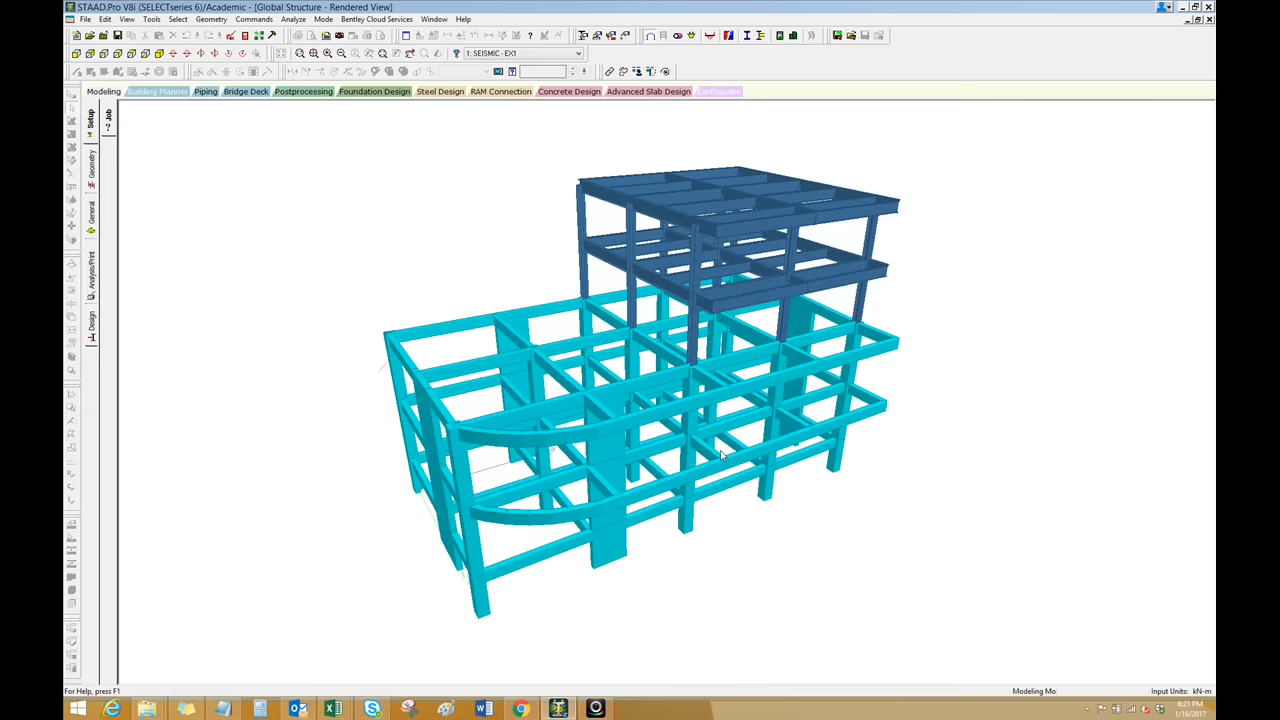 STAAD.Pro V8i (SELECTseries 6)/Academic - [Global Structure - Rendered View]
File Edit View Tools Select Geometry Commands Analyze Mode Bentley Cloud Services Window Help
1: SEISMIC - EX1
Modeling Building Planner Piping Bridge Deck Postprocessing Foundation Design Steel Design RAM Connection Concrete Design Advanced Slab Design Earthquake
Setup
Job
Geometry
General
Analysis/Print
Design
For Help, press F1
Modeling Mo
Input Units: kN-m
6:21 PM
1/16/2017